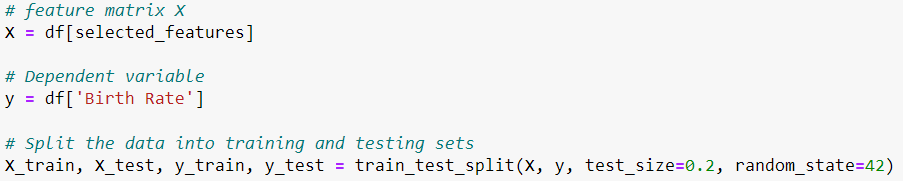 # feature matrix X
X = df[selected_features]
# Dependent variable
y = df['Birth Rate']
# Split the data into training and testing sets
X_train, X_test, y_train, y_test = train_test_split(X, y, test_size=0.2, random_state=42)